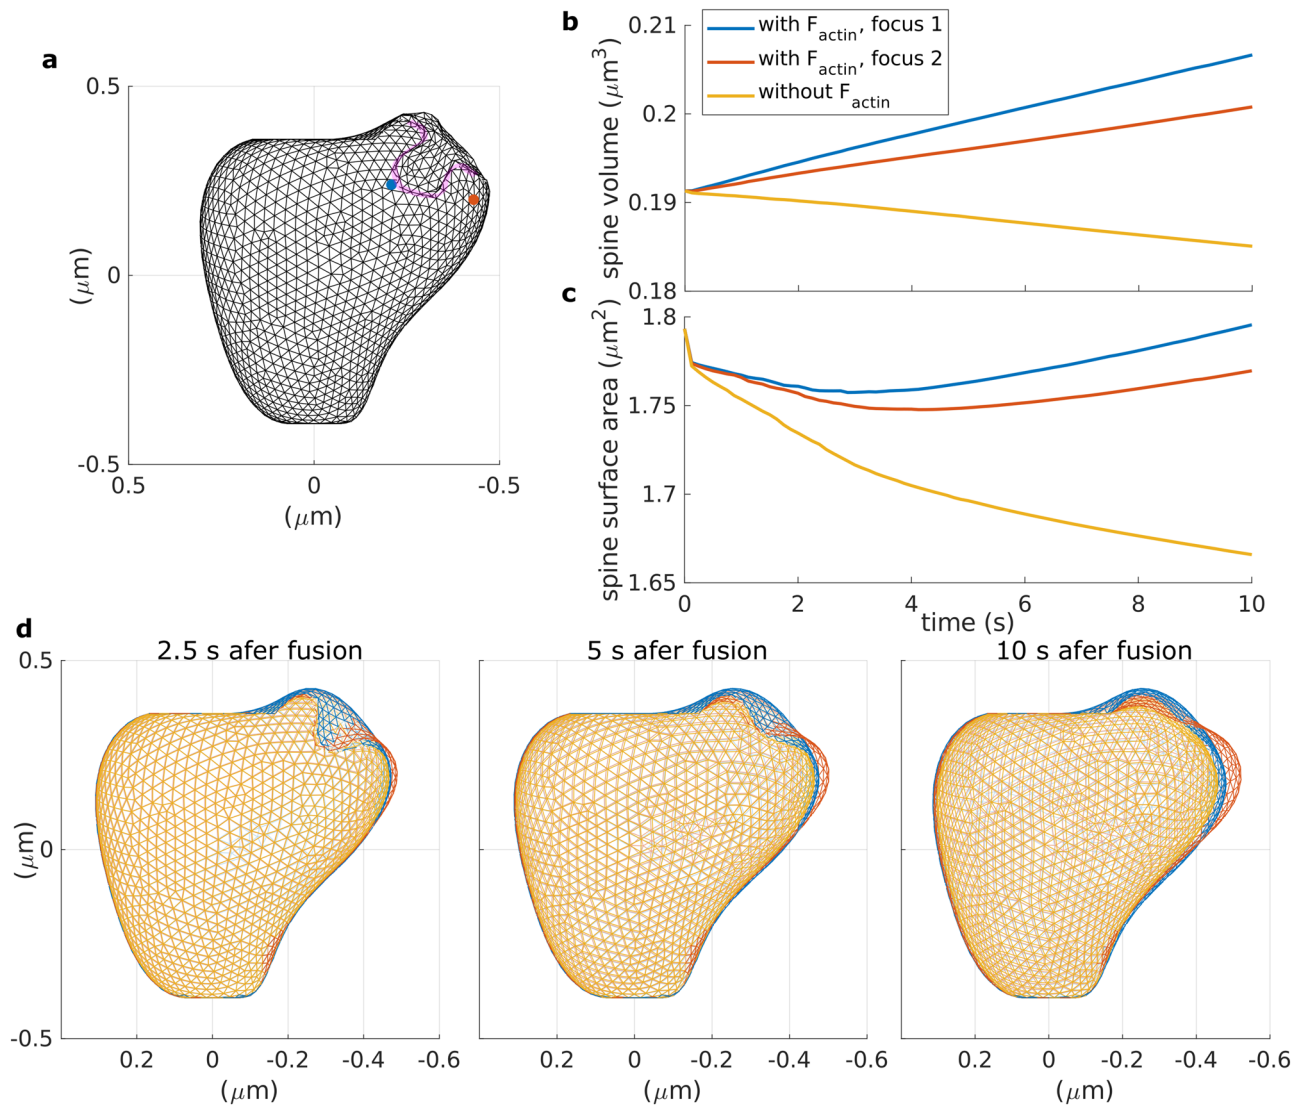 a
0.5
0
-0.5
0.5
0
-0.5
(μm)
(μm)
b
with F_actin, focus 1
with F_actin, focus 2
without F_actin
0.21
0.2
0.19
0.18
spine volume (μm³)
c
1.8
1.75
1.7
1.65
spine surface area (μm²)
0 2 4 6 8 10
time (s)
d
2.5 s afer fusion
5 s afer fusion
10 s afer fusion
0.5
0
-0.5
(μm)
0.2 0 -0.2 -0.4 -0.6
0.2 0 -0.2 -0.4 -0.6
0.2 0 -0.2 -0.4 -0.6
(μm)
(μm)
(μm)